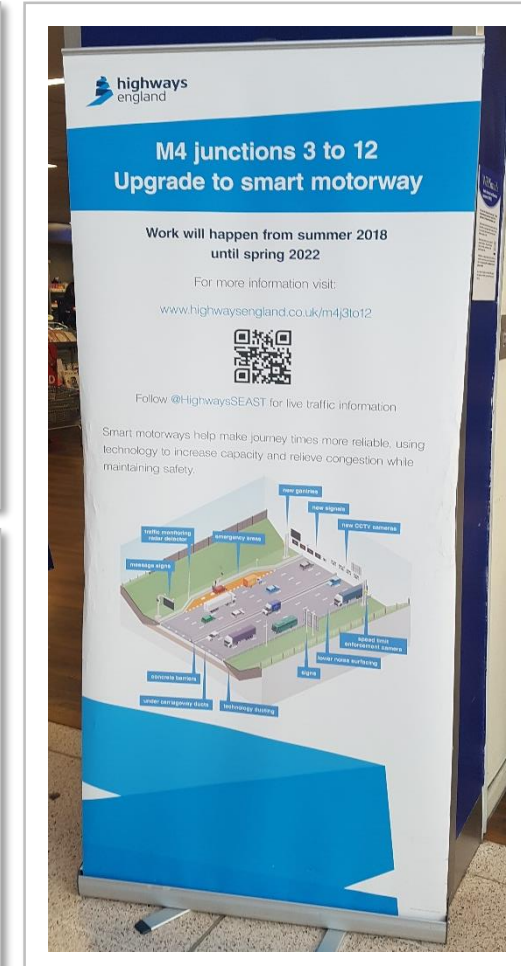 highways
england
M4 junctions 3 to 12
Upgrade to smart motorway
Work will happen from summer 2018
until spring 2022
For more information visit:
www.highwaysengland.co.uk/m4j3to12
Follow @HighwaysSEAST for live traffic information
Smart motorways help make journey times more reliable, using
technology to increase capacity and relieve congestion while
maintaining safety.
new gantries
new signals
new CCTV cameras
traffic monitoring
radar detector
emergency areas
message signs
speed limit
enforcement camera
lower noise surfacing
signs
concrete barriers
under carriageway ducts
technology ducting